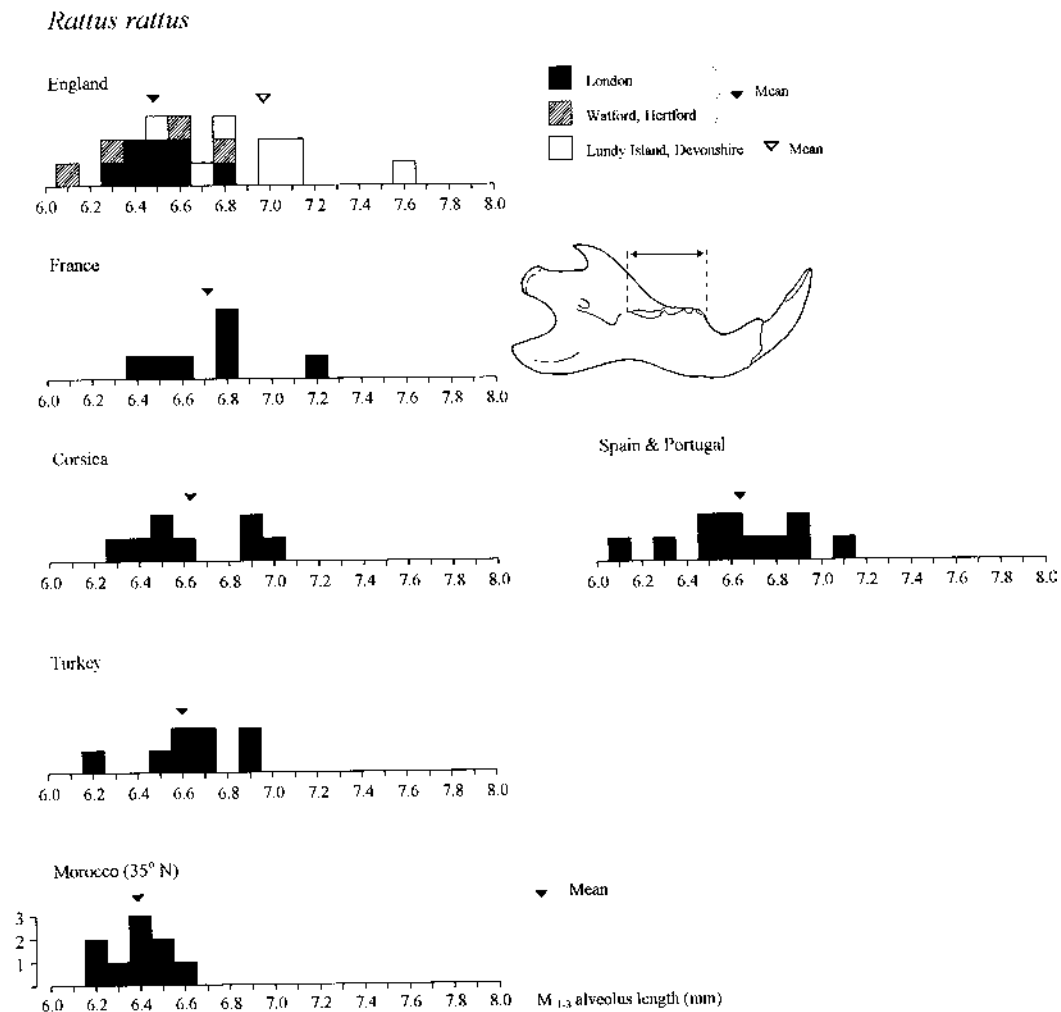 Rattus rattus
England
London
Watford, Hertford
Mean
Lundy Island, Devonshire
Mean
6.0 6.2 6.4 6.6 6.8 7.0 7.2 7.4 7.6 7.8 8.0
France
6.0 6.2 6.4 6.6 6.8 7.0 7.2 7.4 7.6 7.8 8.0
Corsica
6.0 6.2 6.4 6.6 6.8 7.0 7.2 7.4 7.6 7.8 8.0
Spain & Portugal
6.0 6.2 6.4 6.6 6.8 7.0 7.2 7.4 7.6 7.8 8.0
Turkey
6.0 6.2 6.4 6.6 6.8 7.0 7.2 7.4 7.6 7.8 8.0
Morocco (35° N)
Mean
3
2
1
6.0 6.2 6.4 6.6 6.8 7.0 7.2 7.4 7.6 7.8 8.0
M 1-3 alveolus length (mm)